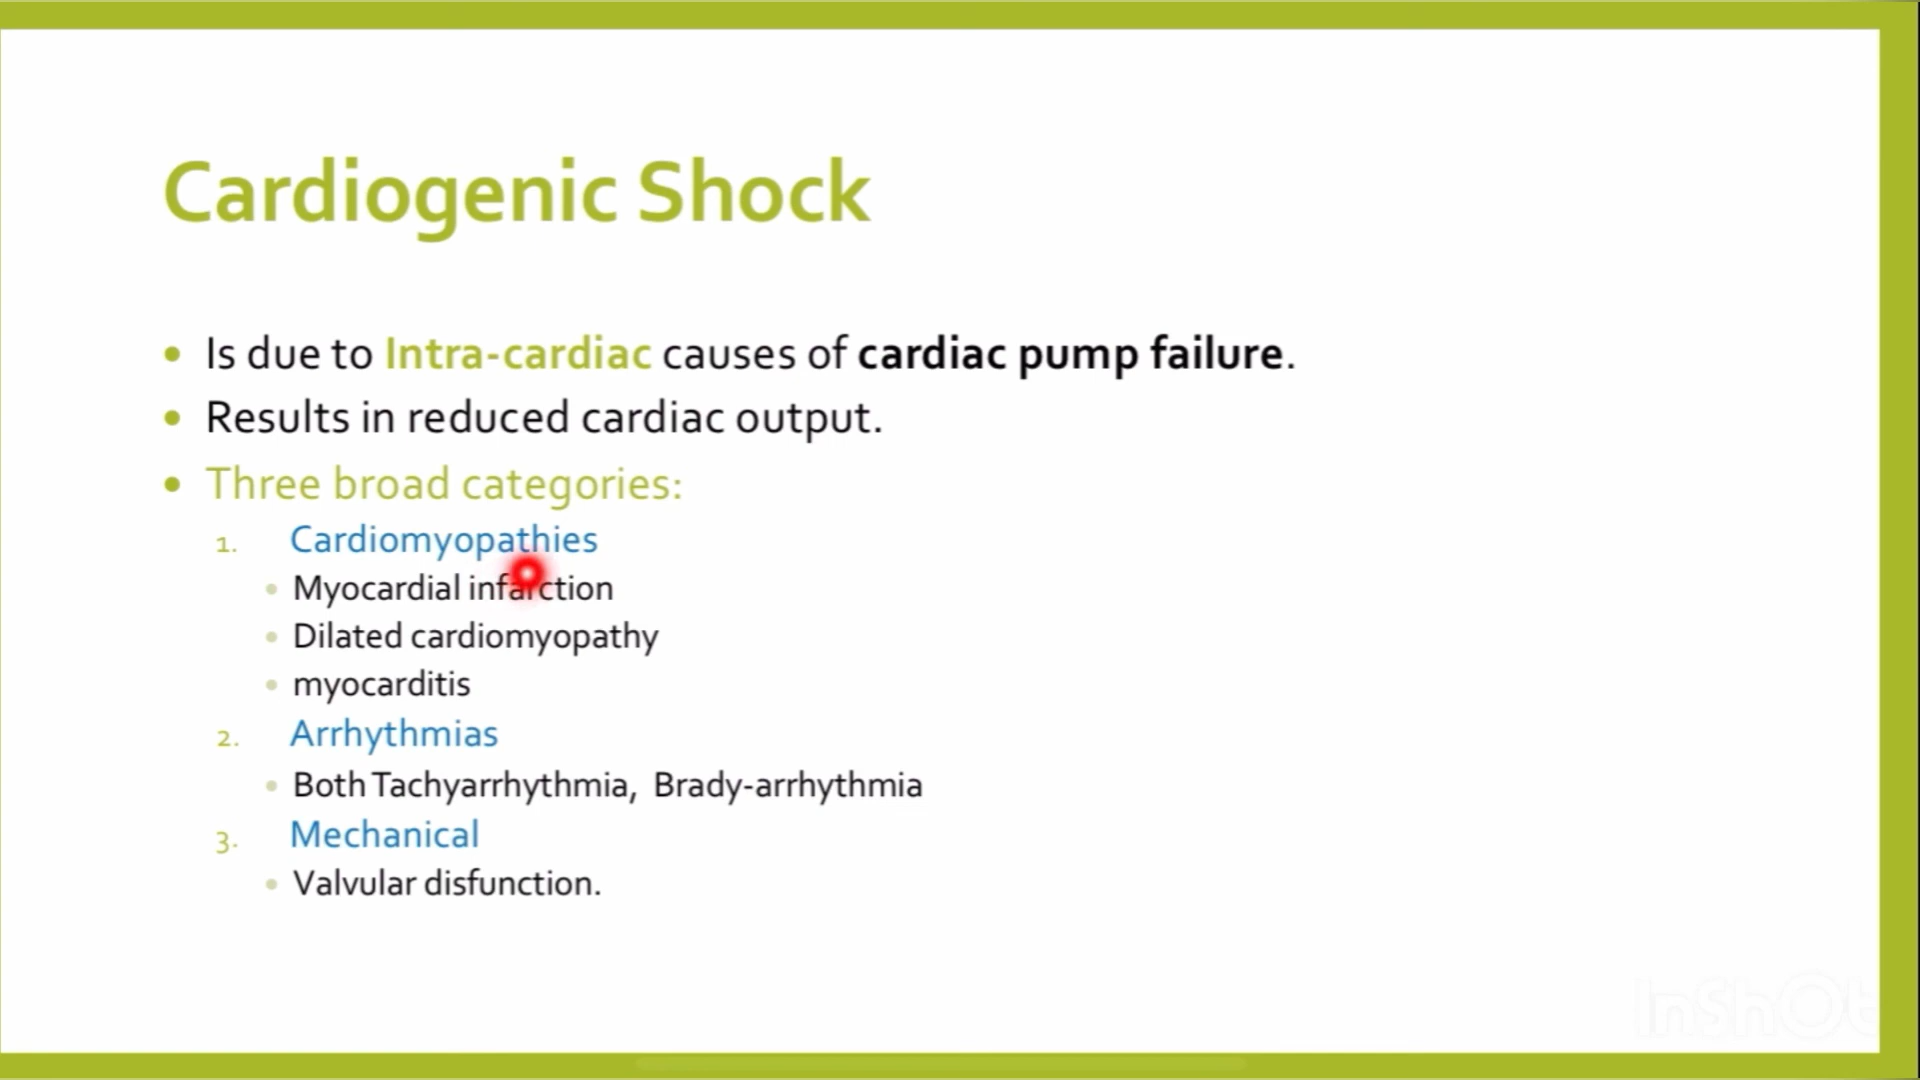 Cardiogenic Shock
• Is due to Intra-cardiac causes of cardiac pump failure.
• Results in reduced cardiac output.
• Three broad categories:
1. Cardiomyopathies
• Myocardial infarction
• Dilated cardiomyopathy
• myocarditis
2. Arrhythmias
• Both Tachyarrhythmia, Brady-arrhythmia
3. Mechanical
• Valvular disfunction.
InShOt